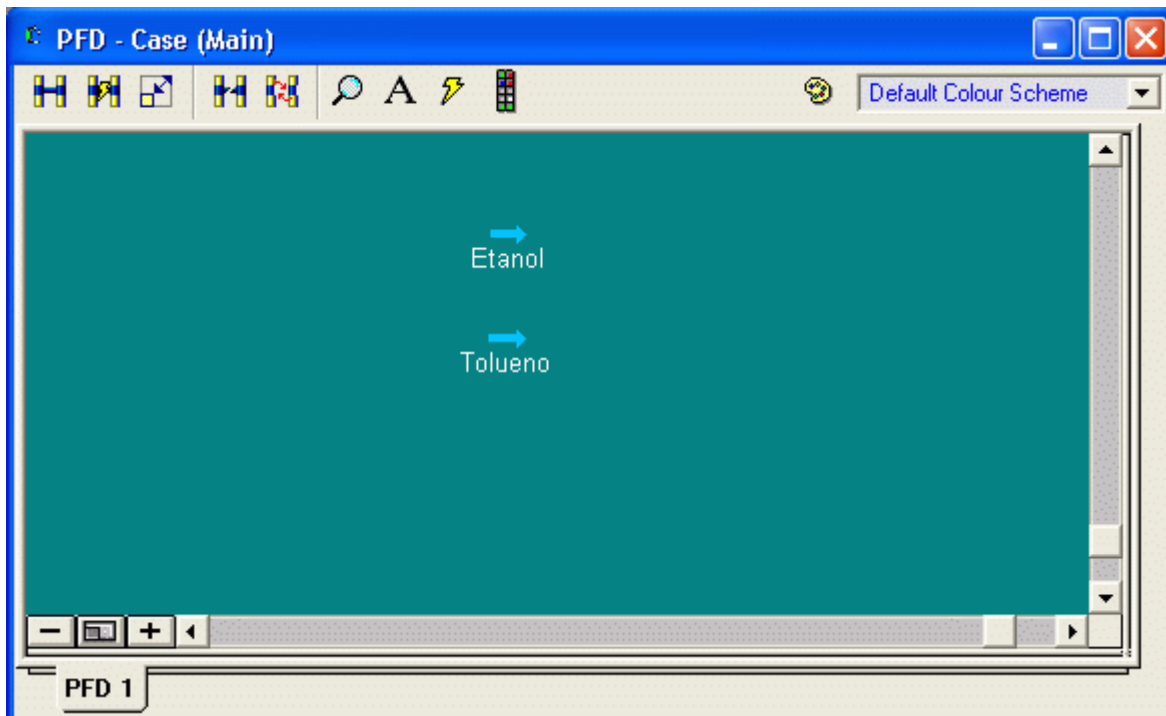 PFD - Case (Main)
A
Default Colour Scheme
Etanol
Tolueno
PFD 1